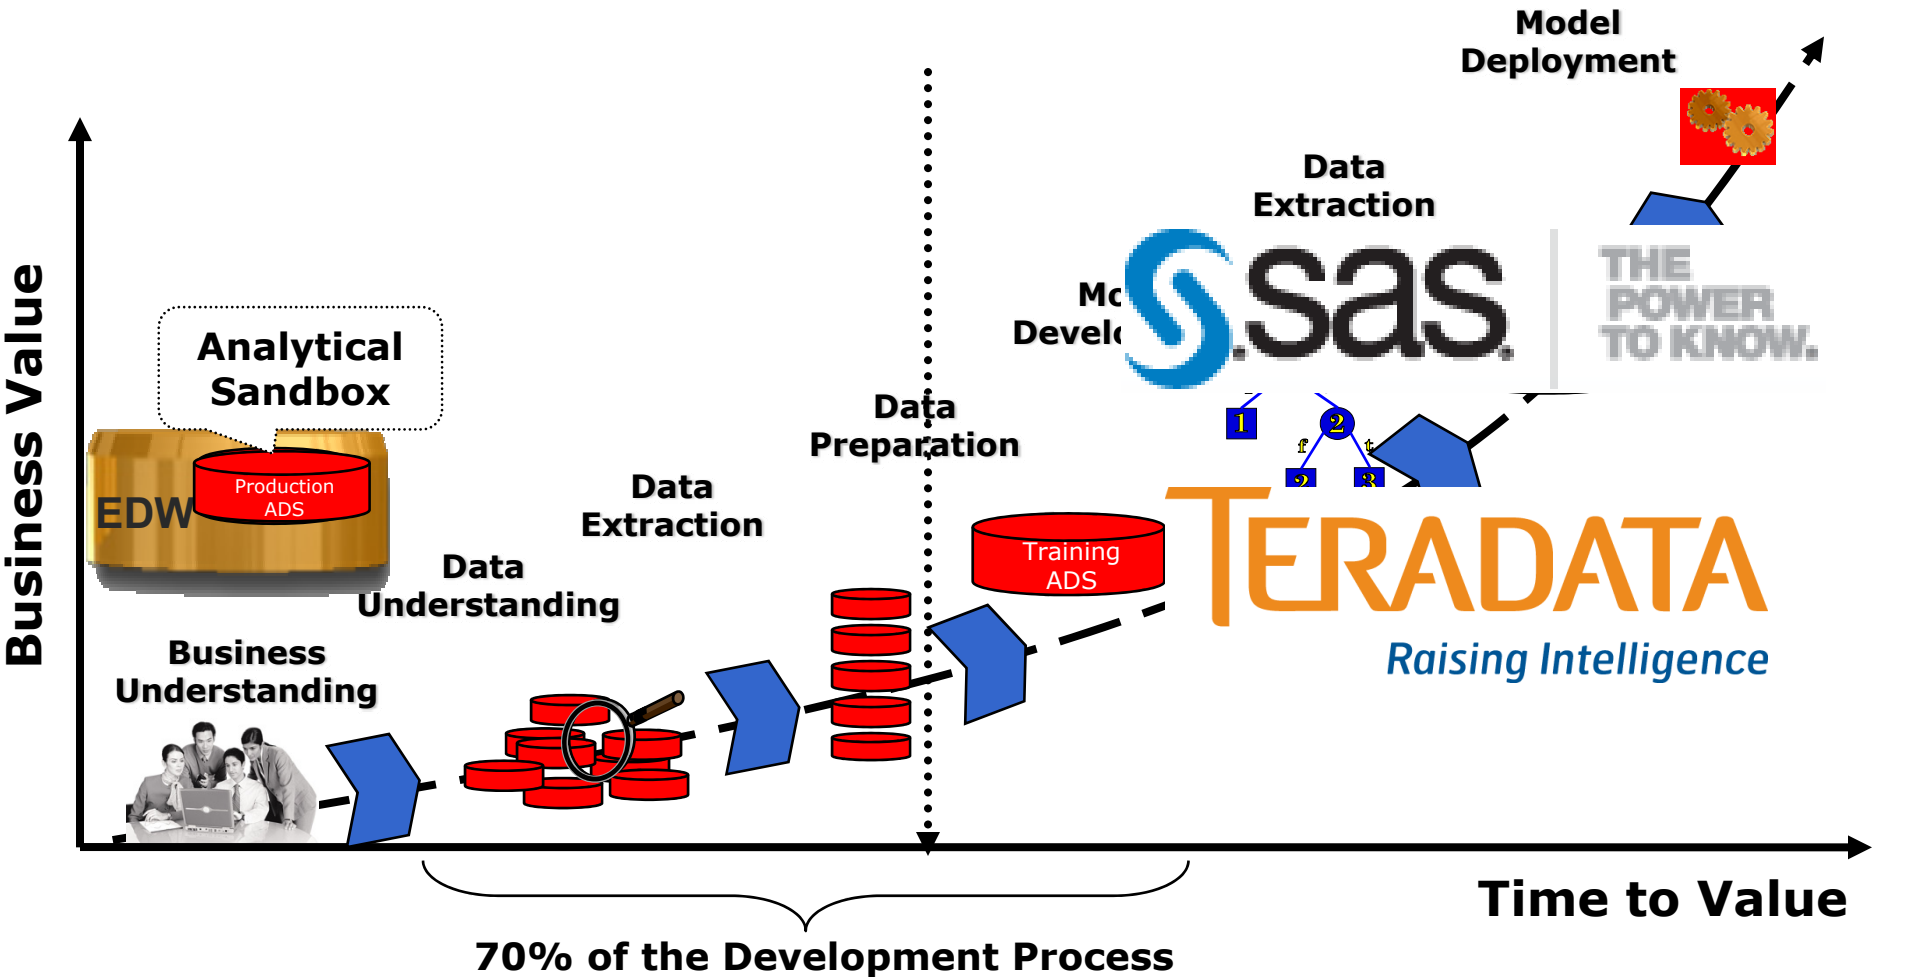 Model
Deployment
Data
Extraction
.sas.
THE
POWER
TO KNOW.
Analytical
Sandbox
Data
Preparation
1
2
f
t
2
3
EDW
Production
ADS
Data
Extraction
Training
ADS
TERADATA
Raising Intelligence
Data
Understanding
Business
Understanding
Business Value
Time to Value
70% of the Development Process